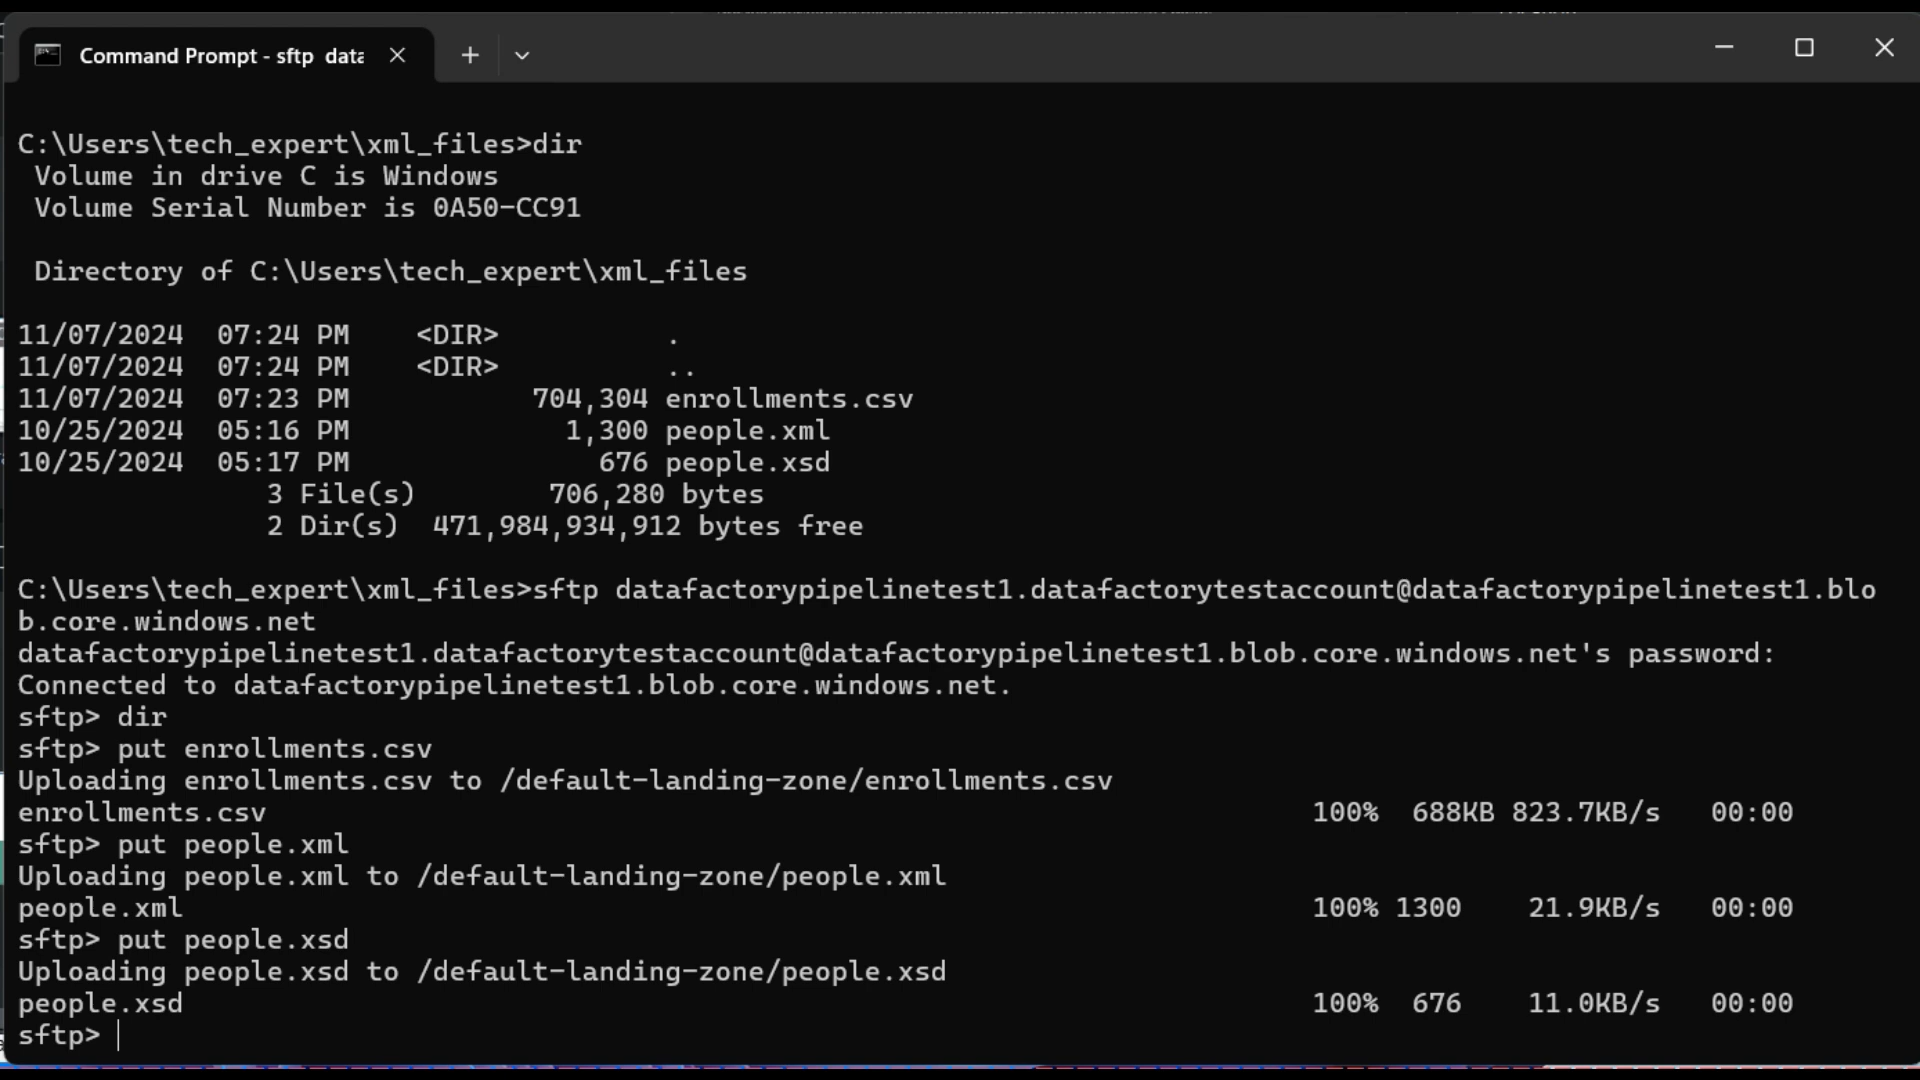 Command Prompt - sftp data
C:\Users\tech_expert\xml_files>dir
Volume in drive C is Windows
Volume Serial Number is 0A50-CC91
Directory of C:\Users\tech_expert\xml_files
11/07/2024  07:24 PM    <DIR>          .
11/07/2024  07:24 PM    <DIR>          ..
11/07/2024  07:23 PM           704,304 enrollments.csv
10/25/2024  05:16 PM             1,300 people.xml
10/25/2024  05:17 PM               676 people.xsd
3 File(s)        706,280 bytes
2 Dir(s)  471,984,934,912 bytes free
C:\Users\tech_expert\xml_files>sftp datafactorypipelinetest1.datafactorytestaccount@datafactorypipelinetest1.blo
b.core.windows.net
datafactorypipelinetest1.datafactorytestaccount@datafactorypipelinetest1.blob.core.windows.net's password:
Connected to datafactorypipelinetest1.blob.core.windows.net.
sftp> dir
sftp> put enrollments.csv
Uploading enrollments.csv to /default-landing-zone/enrollments.csv
enrollments.csv 100% 688KB 823.7KB/s 00:00
sftp> put people.xml
Uploading people.xml to /default-landing-zone/people.xml
people.xml 100% 1300 21.9KB/s 00:00
sftp> put people.xsd
Uploading people.xsd to /default-landing-zone/people.xsd
people.xsd 100% 676 11.0KB/s 00:00
sftp>